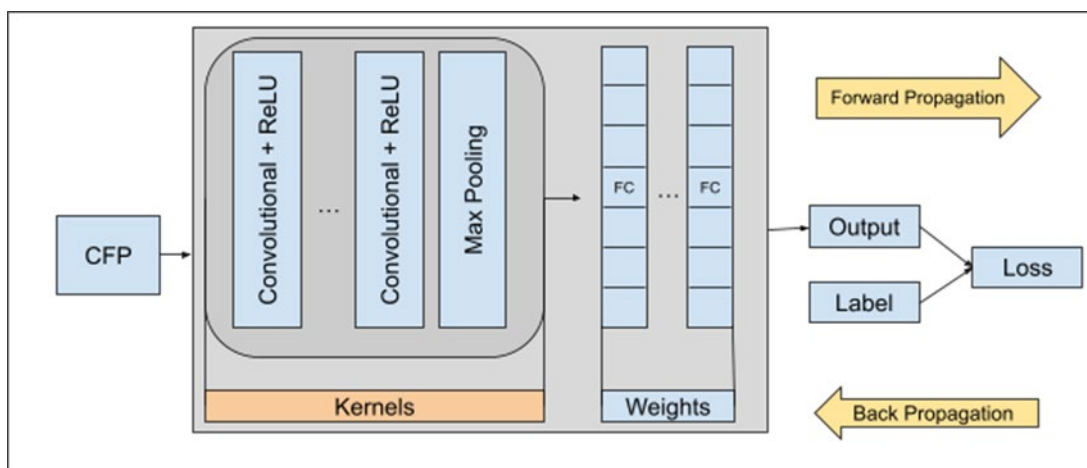 CFP
Convolutional + ReLU
...
Convolutional + ReLU
Max Pooling
Kernels
FC
...
FC
Weights
Forward Propagation
Output
Label
Loss
Back Propagation